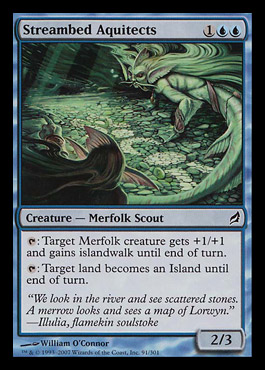 Streambed Aquitects 1
Creature — Merfolk Scout
: Target Merfolk creature gets +1/+1
and gains islandwalk until end of turn.
: Target land becomes an Island until
end of turn.
“We look in the river and see scattered stones.
A merrow looks and sees a map of Lorwyn.”
—Illulia, flamekin soulstoke
William O’Connor
2/3
™ & © 1993–2007 Wizards of the Coast, Inc. 91/301